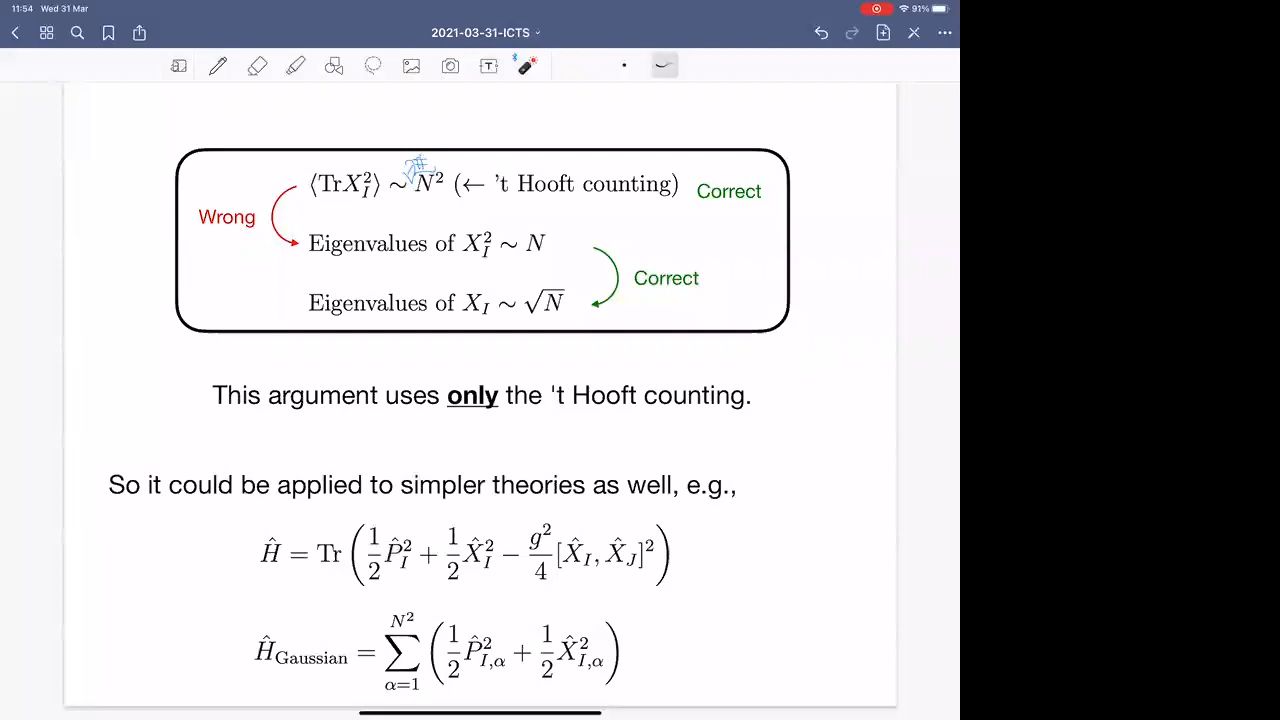 11:54 Wed 31 Mar
91%
2021-03-31-ICTS
T
⟨TrX_I^2⟩ ∼ N^2 (← 't Hooft counting) Correct
Wrong
Eigenvalues of X_I^2 ∼ N
Correct
Eigenvalues of X_I ∼ √N
This argument uses only the 't Hooft counting.
So it could be applied to simpler theories as well, e.g.,
Ĥ = Tr ( 1/2 P̂_I^2 + 1/2 X̂_I^2 − g^2/4 [X̂_I, X̂_J]^2 )
Ĥ_Gaussian = ∑_{α=1}^{N^2} ( 1/2 P̂_{I,α}^2 + 1/2 X̂_{I,α}^2 )